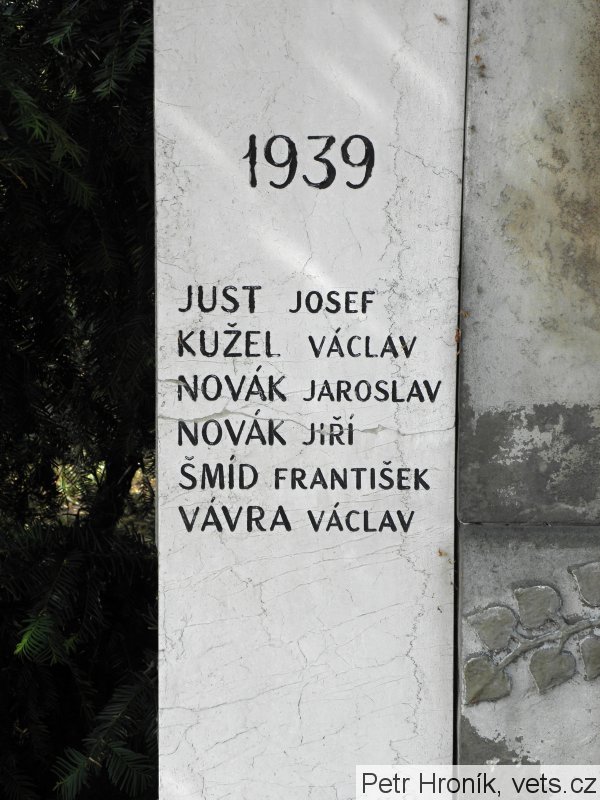 1939
JUST JOSEF
KUŽEL VÁCLAV
NOVÁK JAROSLAV
NOVÁK JIŘÍ
ŠMÍD FRANTIŠEK
VÁVRA VÁCLAV
Petr Hroník, vets.cz